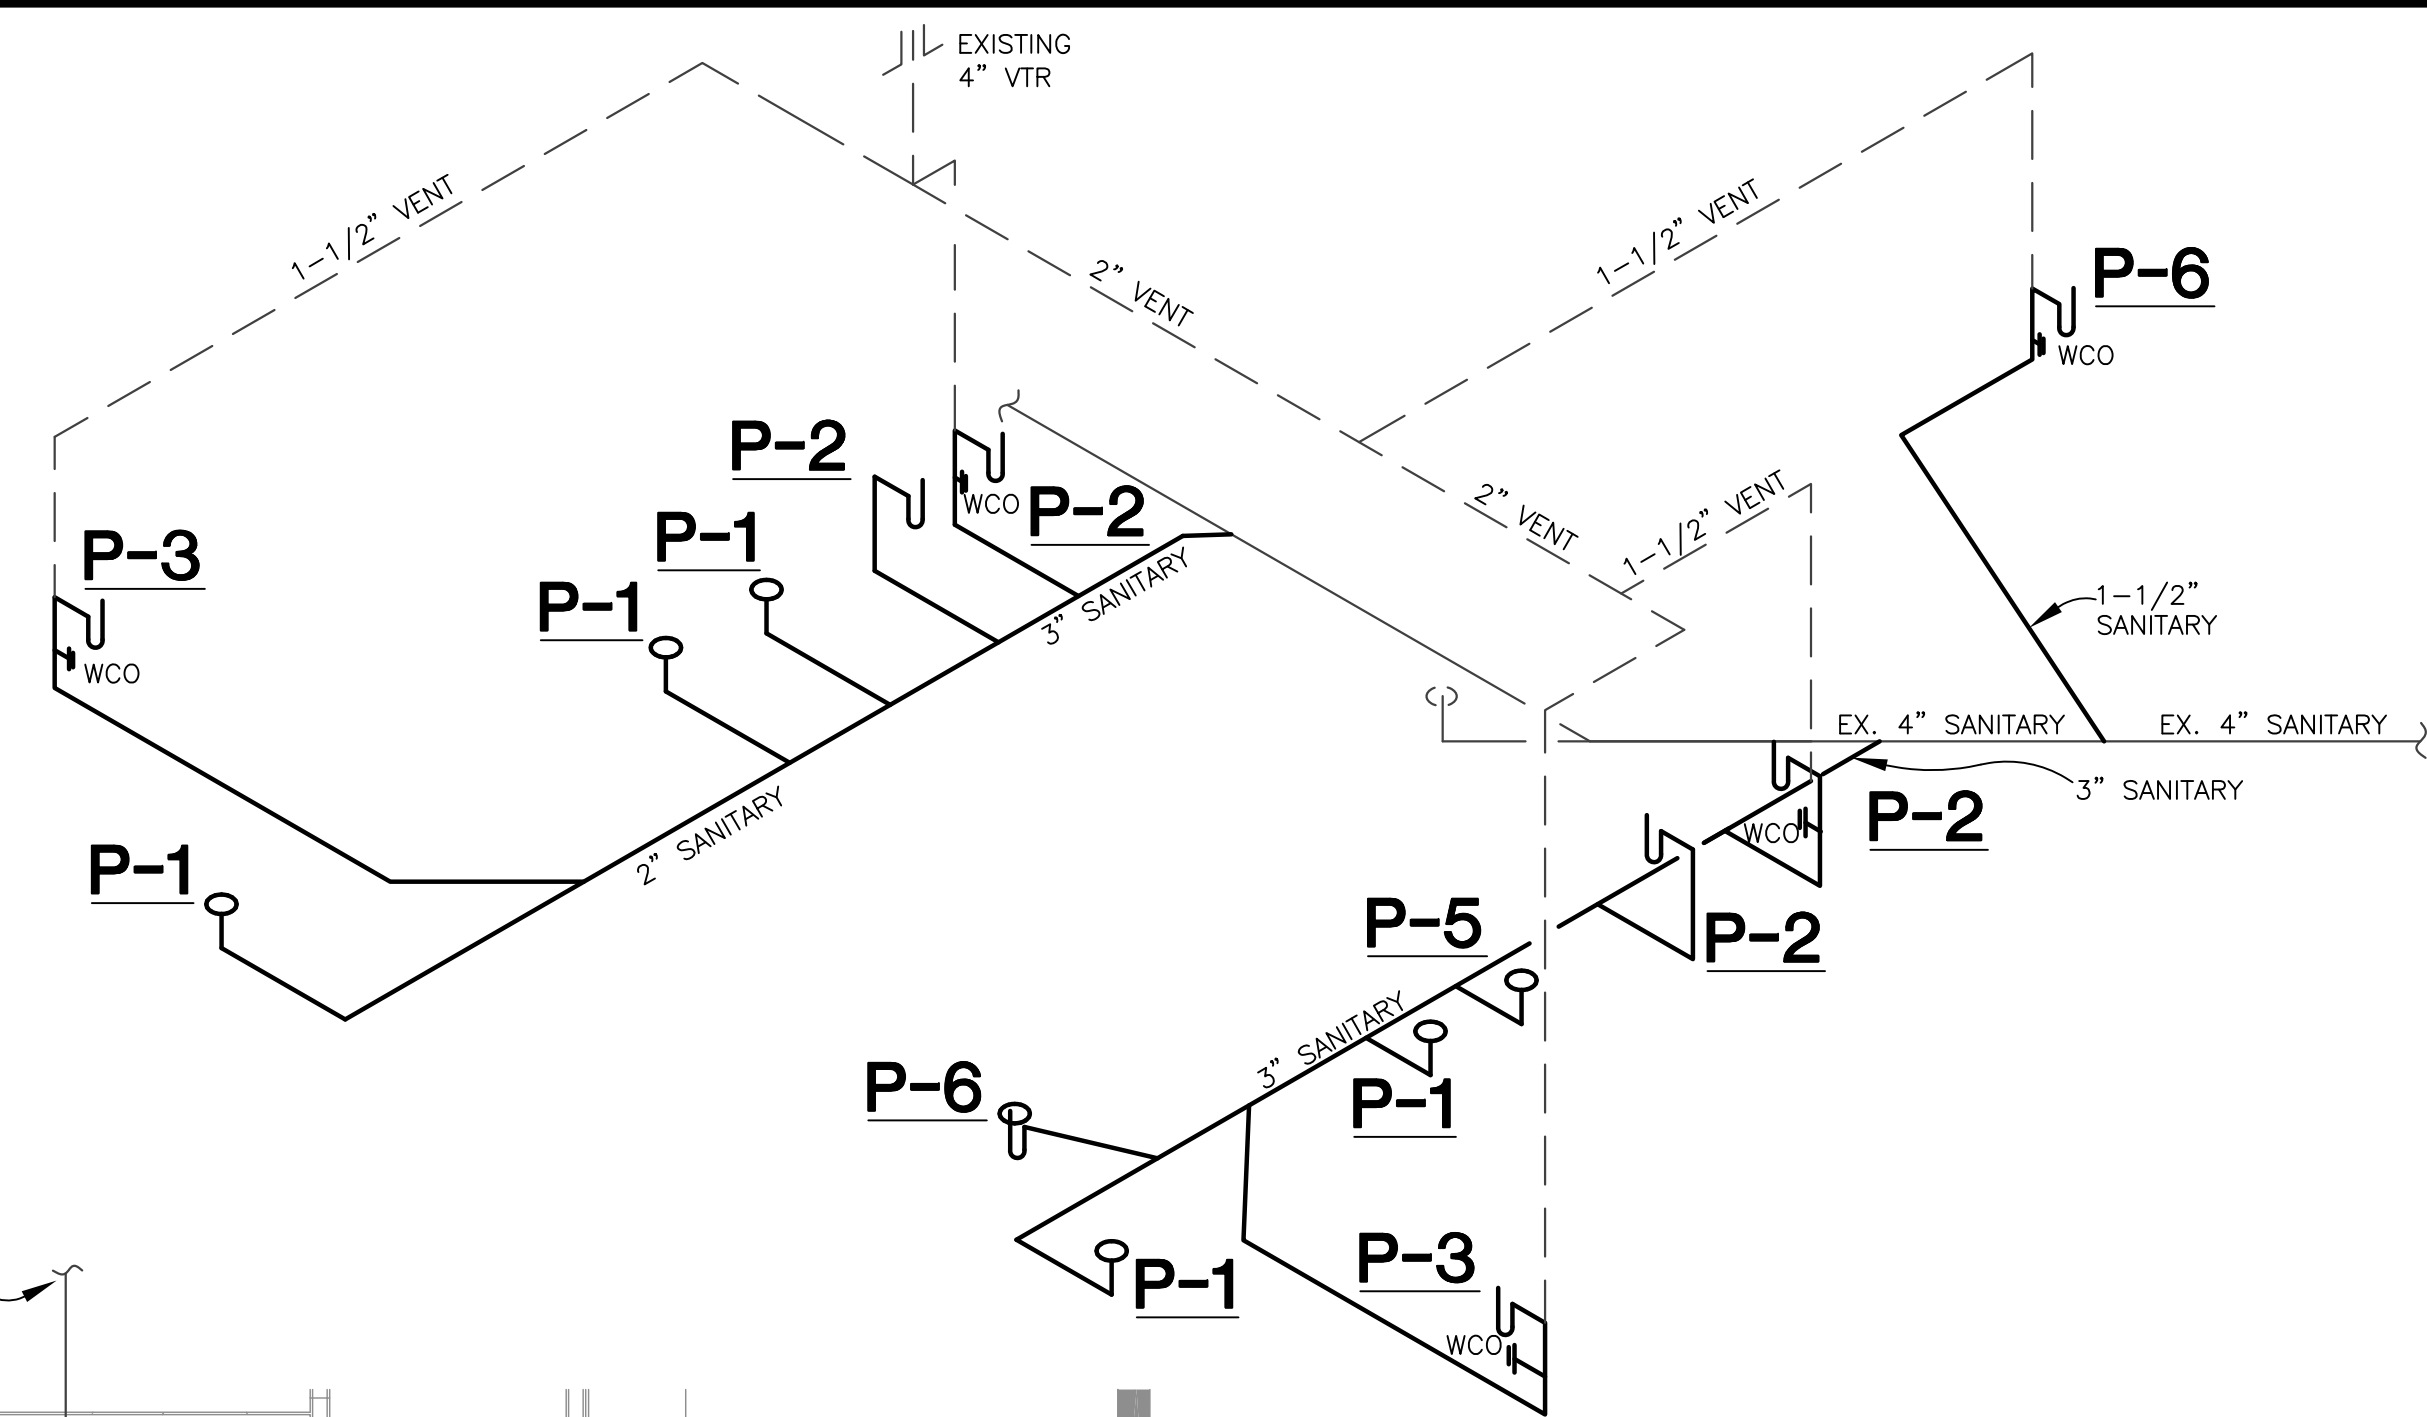 EXISTING
4” VTR
1-1/2” VENT
1-1/2” VENT
2” VENT
P-6
WCO
P-2
WCO
P-2
P-1
P-3
WCO
P-1
3” SANITARY
2” VENT
1-1/2” VENT
1-1/2”
SANITARY
EX. 4” SANITARY
EX. 4” SANITARY
3” SANITARY
P-2
WCO
2” SANITARY
P-1
P-5
P-2
3” SANITARY
P-6
P-1
P-3
P-1
WCO